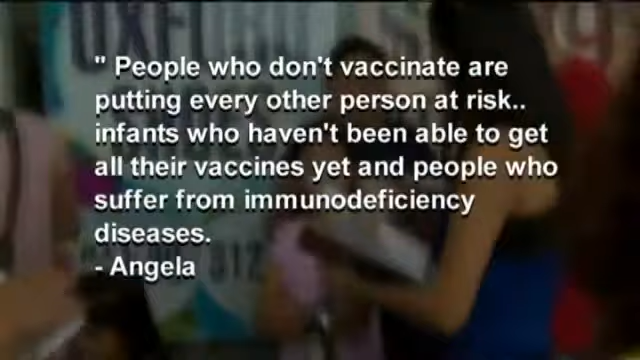 " People who don't vaccinate are
putting every other person at risk..
infants who haven't been able to get
all their vaccines yet and people who
suffer from immunodeficiency
diseases.
- Angela
OXFORD